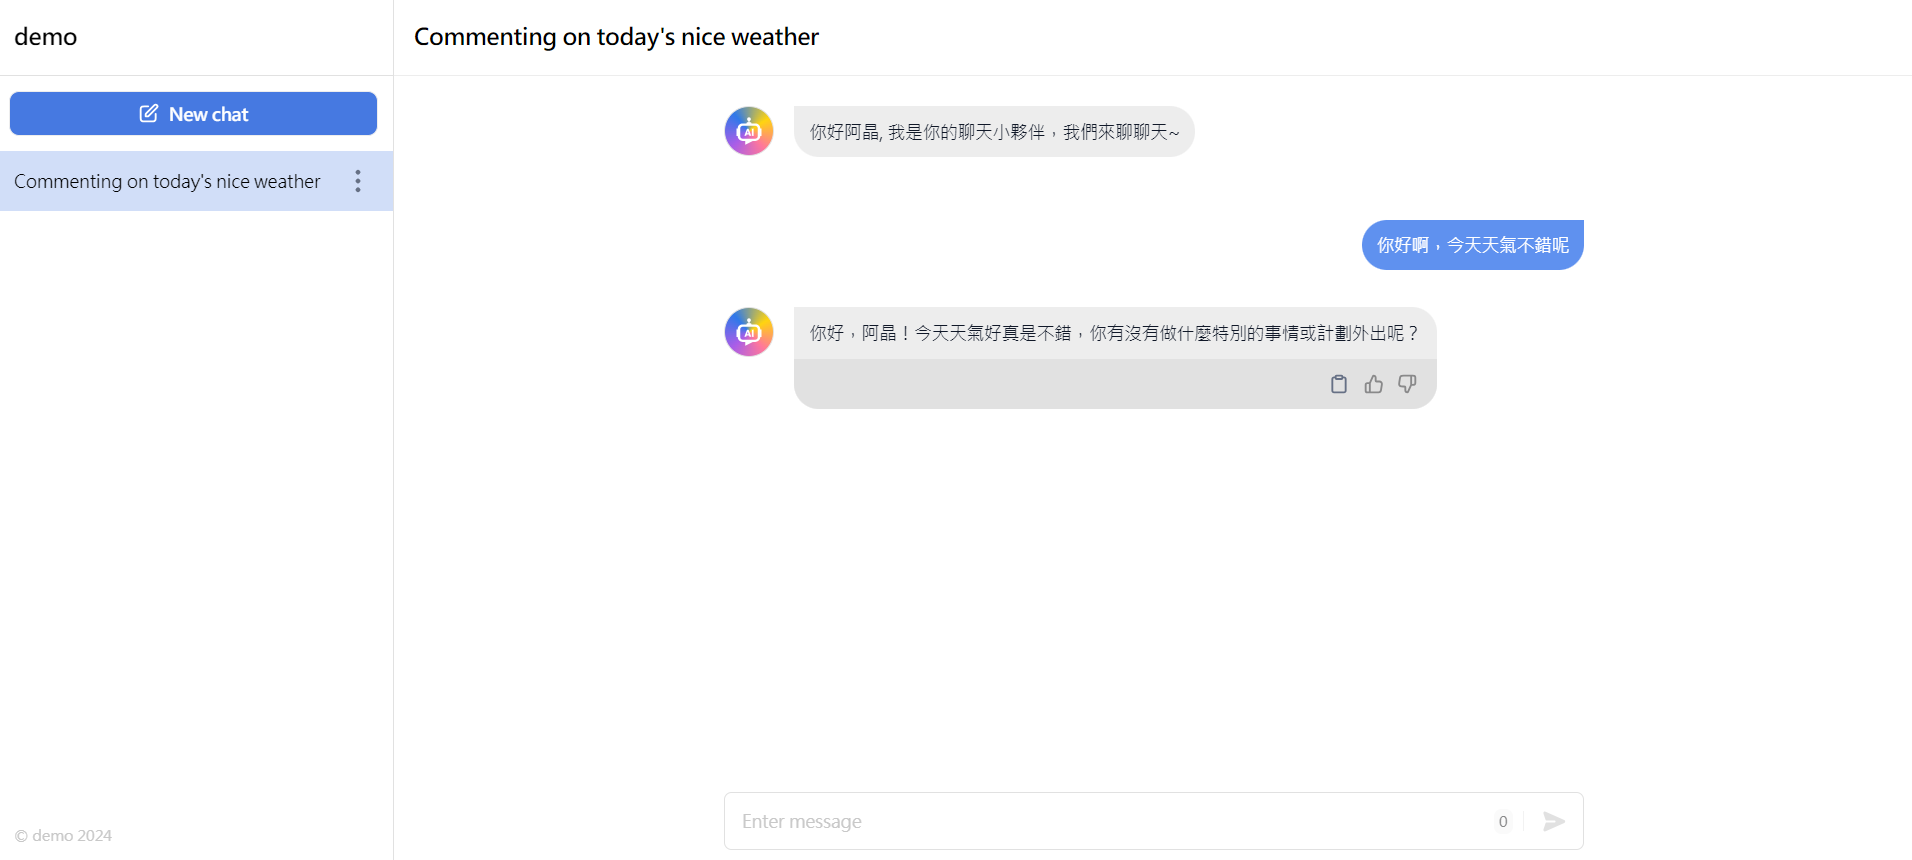 demo
Commenting on today's nice weather
New chat
Commenting on today's nice weather
你好阿晶, 我是你的聊天小夥伴，我們來聊聊天~
你好啊，今天天氣不錯呢
你好，阿晶！今天天氣好真是不錯，你有沒有做什麼特別的事情或計劃外出呢？
AI
AI
Enter message
0
© demo 2024